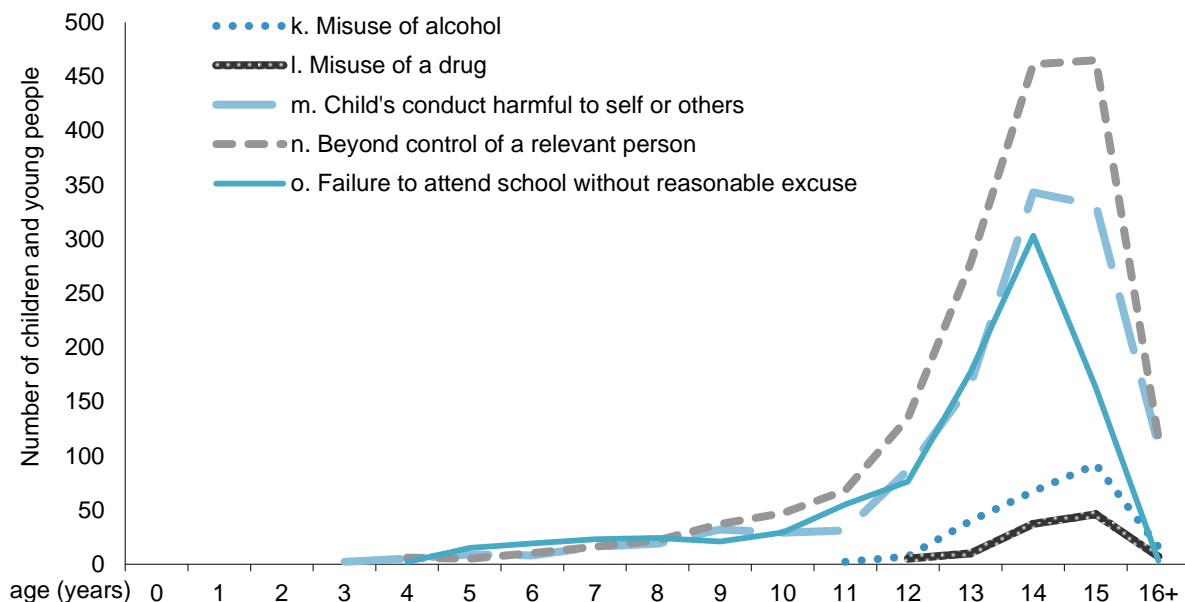 500
450
400
350
300
250
200
150
100
50
0
Number of children and young people
k. Misuse of alcohol
l. Misuse of a drug
m. Child's conduct harmful to self or others
n. Beyond control of a relevant person
o. Failure to attend school without reasonable excuse
age (years) 0 1 2 3 4 5 6 7 8 9 10 11 12 13 14 15 16+